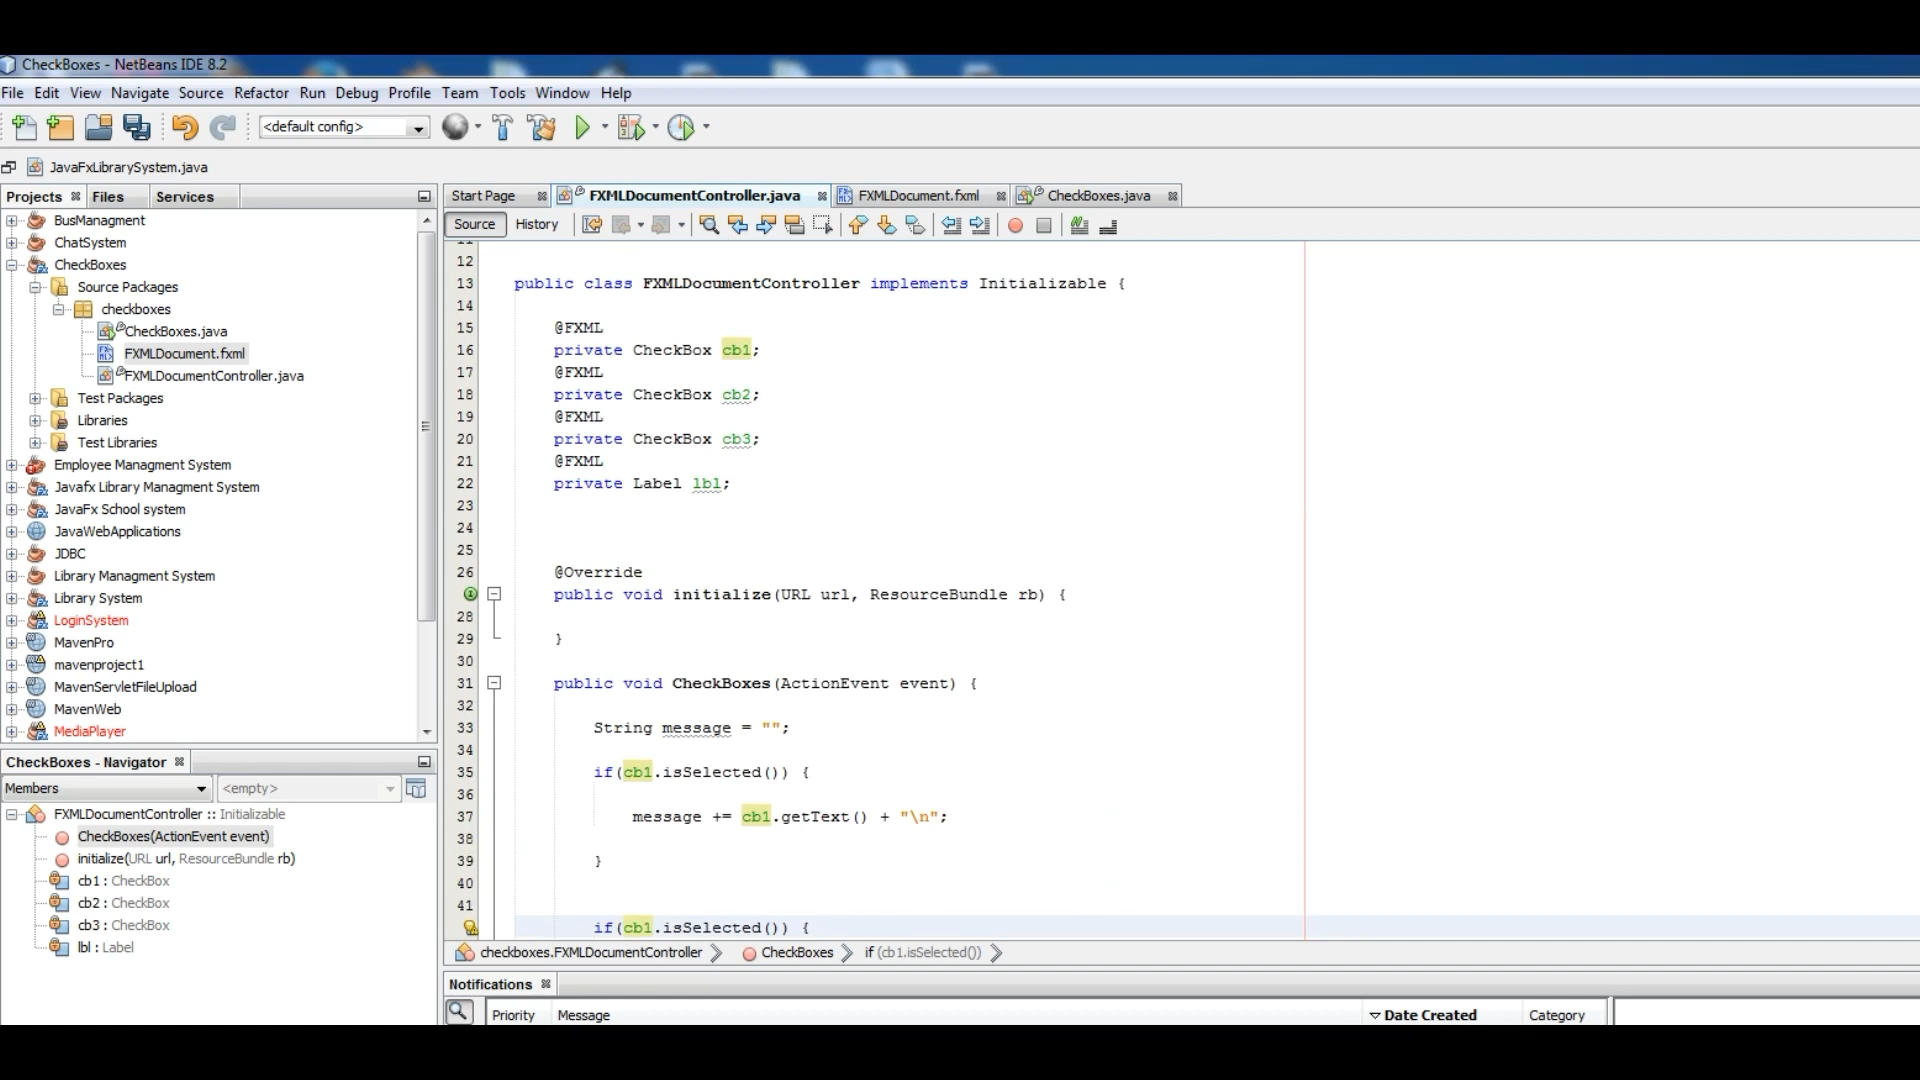 CheckBoxes - NetBeans IDE 8.2
File Edit View Navigate Source Refactor Run Debug Profile Team Tools Window Help
<default config>
JavaFxLibrarySystem.java
Projects Files Services
Start Page FXMLDocumentController.java FXMLDocument.fxml CheckBoxes.java
Source History
BusManagment
ChatSystem
CheckBoxes
Source Packages
checkboxes
CheckBoxes.java
FXMLDocument.fxml
FXMLDocumentController.java
Test Packages
Libraries
Test Libraries
Employee Managment System
Javafx Library Managment System
JavaFx School system
JavaWebApplications
JDBC
Library Managment System
Library System
LoginSystem
MavenPro
mavenproject1
MavenServletFileUpload
MavenWeb
MediaPlayer
CheckBoxes - Navigator
Members <empty>
FXMLDocumentController :: Initializable
CheckBoxes(ActionEvent event)
initialize(URL url, ResourceBundle rb)
cb1 : CheckBox
cb2 : CheckBox
cb3 : CheckBox
lbl : Label
12
13 public class FXMLDocumentController implements Initializable {
14
15 @FXML
16 private CheckBox cb1;
17 @FXML
18 private CheckBox cb2;
19 @FXML
20 private CheckBox cb3;
21 @FXML
22 private Label lbl;
23
24
25
26 @Override
public void initialize(URL url, ResourceBundle rb) {
28
29 }
30
31 public void CheckBoxes(ActionEvent event) {
32
33 String message = "";
34
35 if(cb1.isSelected()) {
36
37 message += cb1.getText() + "\n";
38
39 }
40
41
if(cb1.isSelected()) {
checkboxes.FXMLDocumentController CheckBoxes if (cb1.isSelected())
Notifications
Priority Message Date Created Category